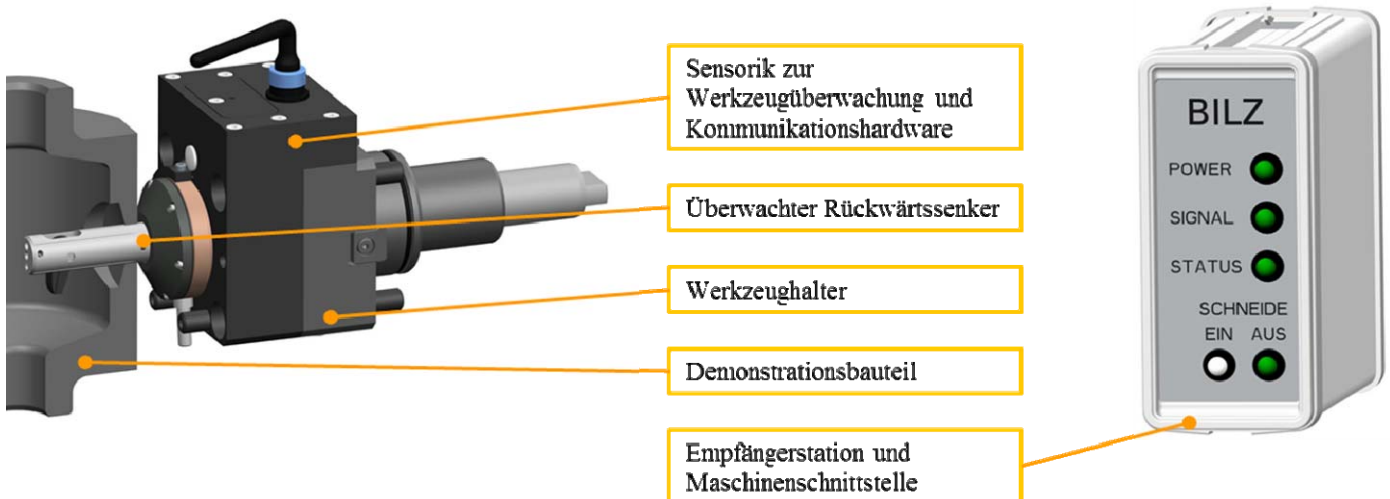 Sensorik zur
Werkzeugüberwachung und
Kommunikationshardware
Überwachter Rückwärtssenker
Werkzeughalter
Demonstrationsbauteil
Empfängerstation und
Maschinenschnittstelle
BILZ
POWER
SIGNAL
STATUS
SCHNEIDE
EIN AUS